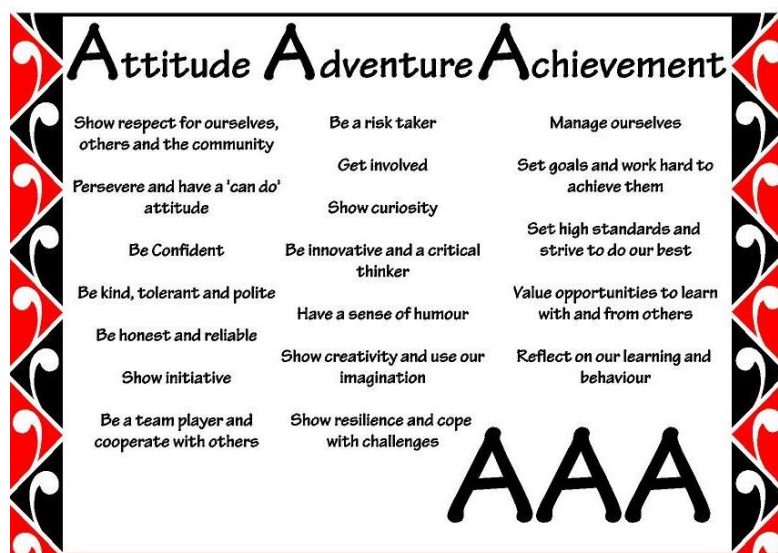 Attitude Adventure Achievement
Show respect for ourselves,
others and the community
Persevere and have a 'can do'
attitude
Be Confident
Be kind, tolerant and polite
Be honest and reliable
Show initiative
Be a team player and
cooperate with others
Be a risk taker
Get involved
Show curiosity
Be innovative and a critical
thinker
Have a sense of humour
Show creativity and use our
imagination
Show resilience and cope
with challenges
Manage ourselves
Set goals and work hard to
achieve them
Set high standards and
strive to do our best
Value opportunities to learn
with and from others
Reflect on our learning and
behaviour
AAA